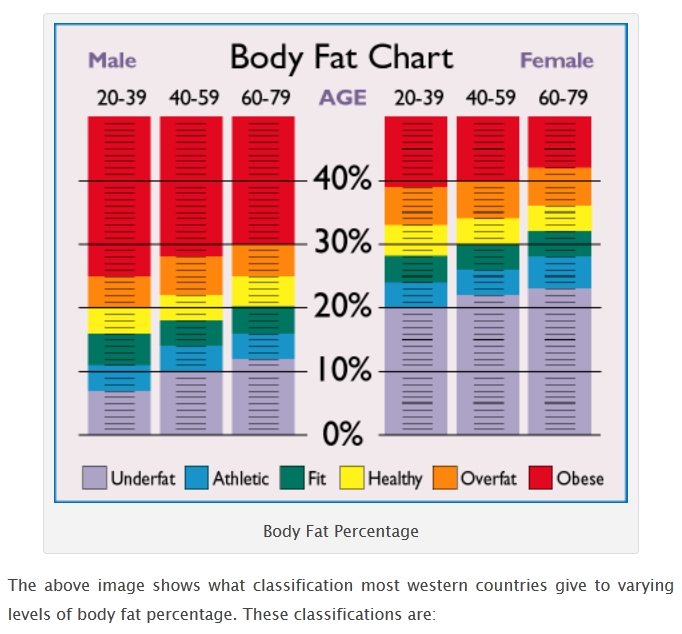 Male Body Fat Chart Female
20-39 40-59 60-79 AGE 20-39 40-59 60-79
40%
30%
20%
10%
0%
Underfat Athletic Fit Healthy Overfat Obese
Body Fat Percentage
The above image shows what classification most western countries give to varying
levels of body fat percentage. These classifications are: